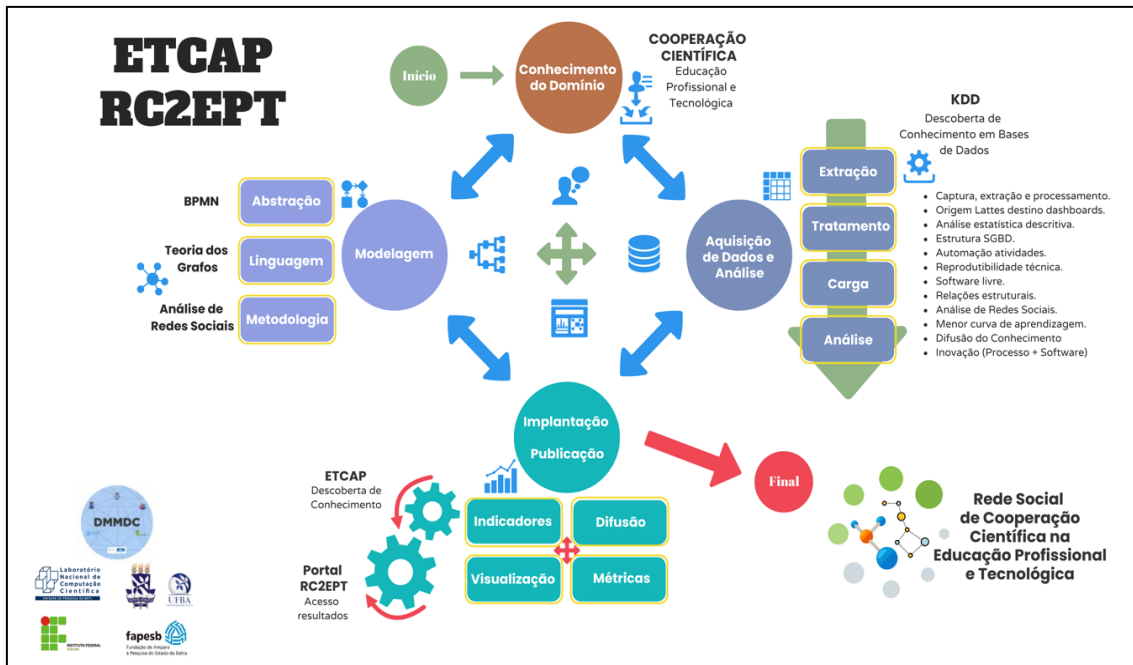 ETCAP
RC2EPT
Início
Conhecimento
do Domínio
COOPERAÇÃO
CIENTÍFICA
Educação
Profissional e
Tecnológica
KDD
Descoberta de
Conhecimento em Bases
de Dados
Extração
Tratamento
Carga
Análise
• Captura, extração e processamento.
• Origem Lattes destino dashboards.
• Análise estatística descritiva.
• Estrutura SGBD.
• Automação atividades.
• Reprodutibilidade técnica.
• Software livre.
• Relações estruturais.
• Análise de Redes Sociais.
• Menor curva de aprendizagem.
• Difusão do Conhecimento
• Inovação (Processo + Software)
BPMN
Abstração
Teoria dos
Grafos
Linguagem
Análise de
Redes Sociais
Metodologia
Modelagem
Aquisição
de Dados e
Análise
Implantação
Publicação
Final
ETCAP
Descoberta de
Conhecimento
Portal
RC2EPT
Acesso
resultados
Indicadores
Difusão
Visualização
Métricas
Rede Social
de Cooperação
Científica na
Educação Profissional
e Tecnológica
DMMDC
Laboratório
Nacional de
Computação
Científica
UFBA
INSTITUTO FEDERAL
fapesb
Fundação de Amparo
à Pesquisa do Estado da Bahia